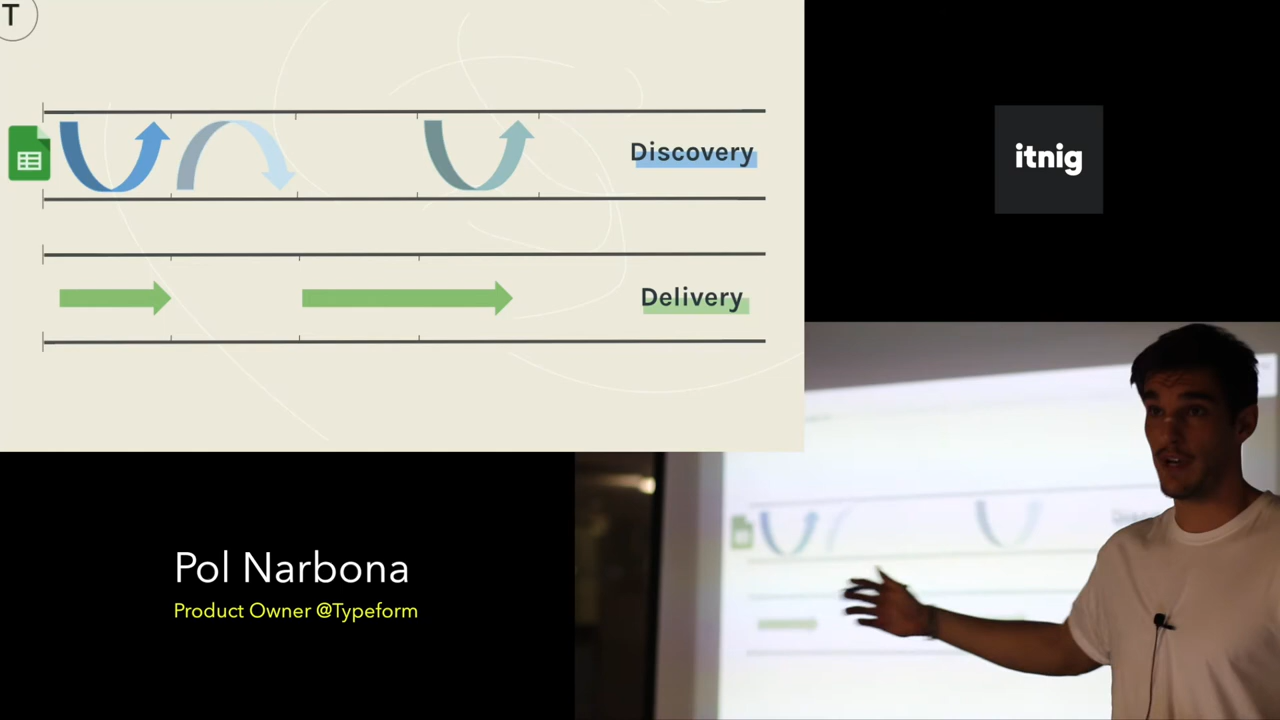 T
Discovery
Delivery
itnig
Pol Narbona
Product Owner @Typeform